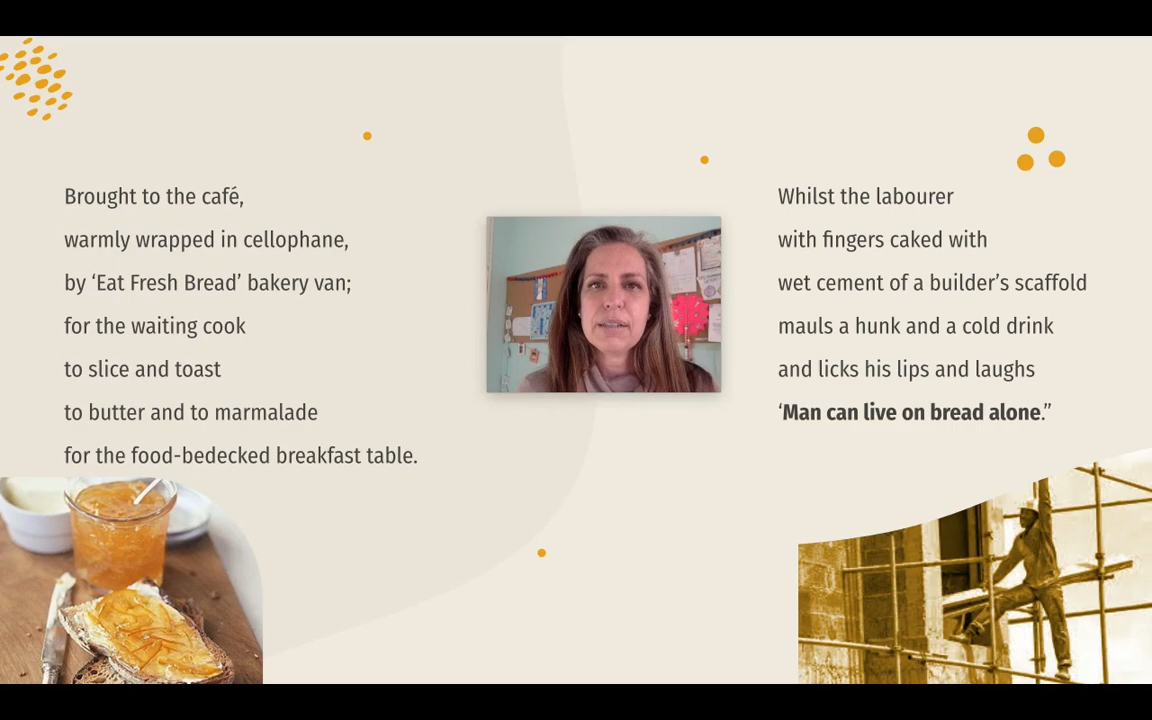 Brought to the café,
warmly wrapped in cellophane,
by ‘Eat Fresh Bread’ bakery van;
for the waiting cook
to slice and toast
to butter and to marmalade
for the food-bedecked breakfast table.
Whilst the labourer
with fingers caked with
wet cement of a builder’s scaffold
mauls a hunk and a cold drink
and licks his lips and laughs
‘Man can live on bread alone.”